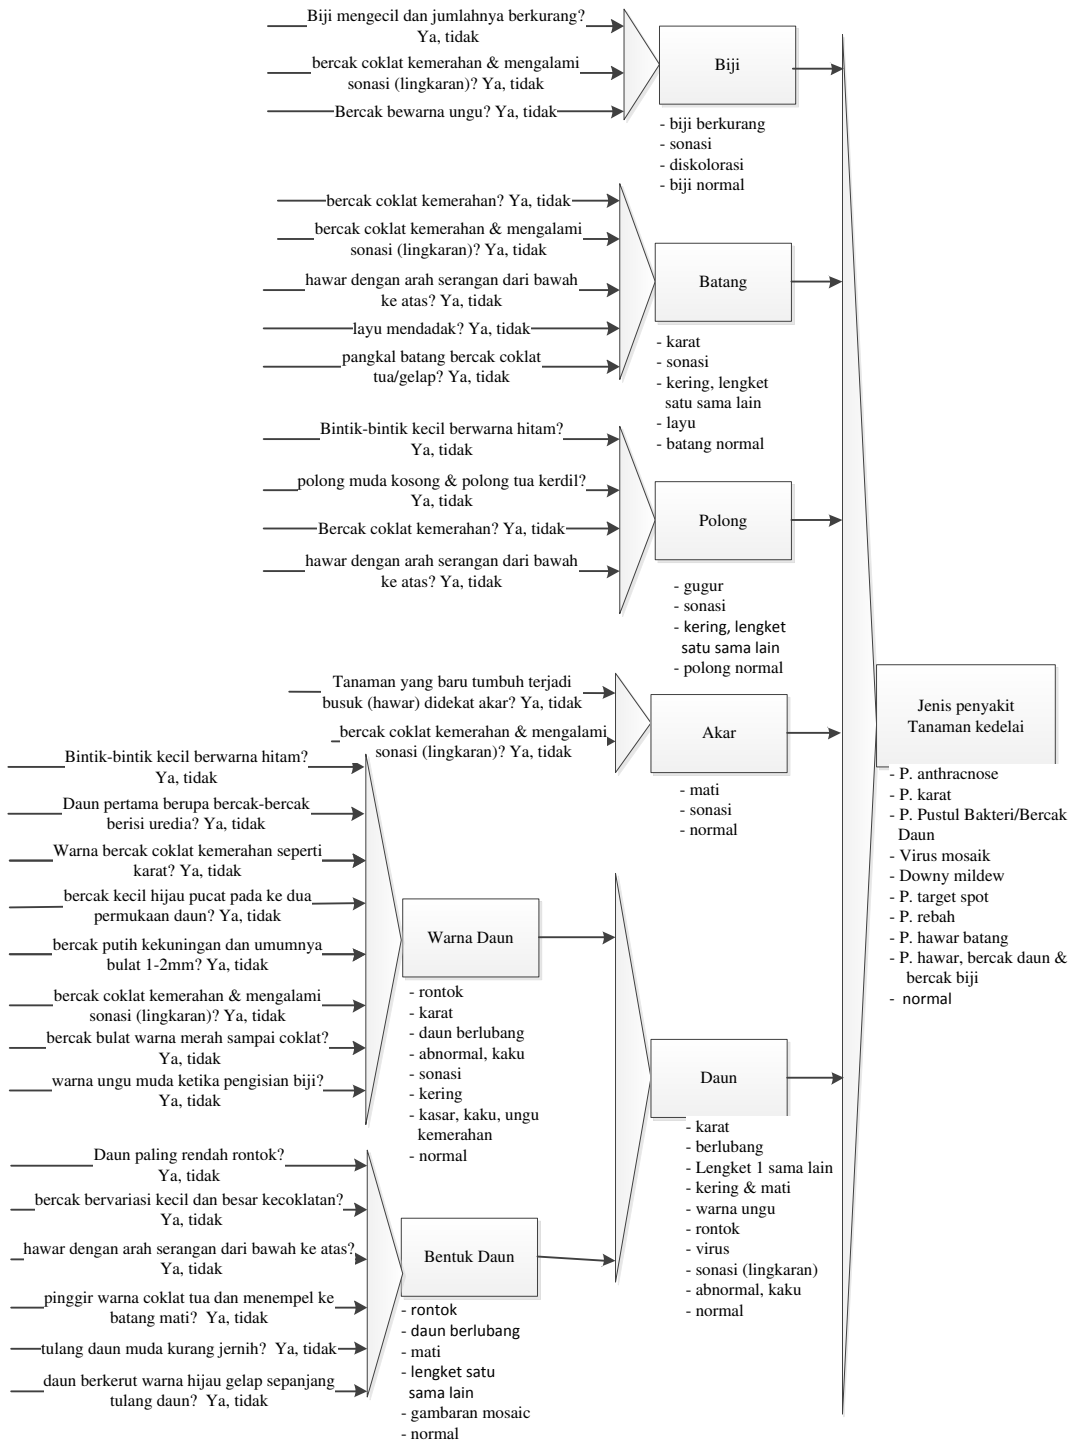 Biji mengecil dan jumlahnya berkurang?
Ya, tidak
bercak coklat kemerahan & mengalami
sonasi (lingkaran)? Ya, tidak
Bercak bewarna ungu? Ya, tidak
Biji
- biji berkurang
- sonasi
- diskolorasi
- biji normal
bercak coklat kemerahan? Ya, tidak
bercak coklat kemerahan & mengalami
sonasi (lingkaran)? Ya, tidak
hawar dengan arah serangan dari bawah
ke atas? Ya, tidak
layu mendadak? Ya, tidak
pangkal batang bercak coklat
tua/gelap? Ya, tidak
Batang
- karat
- sonasi
- kering, lengket
satu sama lain
- layu
- batang normal
Bintik-bintik kecil berwarna hitam?
Ya, tidak
polong muda kosong & polong tua kerdil?
Ya, tidak
Bercak coklat kemerahan? Ya, tidak
hawar dengan arah serangan dari bawah
ke atas? Ya, tidak
Polong
- gugur
- sonasi
- kering, lengket
satu sama lain
- polong normal
Tanaman yang baru tumbuh terjadi
busuk (hawar) didekat akar? Ya, tidak
bercak coklat kemerahan & mengalami
sonasi (lingkaran)? Ya, tidak
Akar
- mati
- sonasi
- normal
Bintik-bintik kecil berwarna hitam?
Ya, tidak
Daun pertama berupa bercak-bercak
berisi uredia? Ya, tidak
Warna bercak coklat kemerahan seperti
karat? Ya, tidak
bercak kecil hijau pucat pada ke dua
permukaan daun? Ya, tidak
bercak putih kekuningan dan umumnya
bulat 1-2mm? Ya, tidak
bercak coklat kemerahan & mengalami
sonasi (lingkaran)? Ya, tidak
bercak bulat warna merah sampai coklat?
Ya, tidak
warna ungu muda ketika pengisian biji?
Ya, tidak
Warna Daun
- rontok
- karat
- daun berlubang
- abnormal, kaku
- sonasi
- kering
- kasar, kaku, ungu
kemerahan
- normal
Daun paling rendah rontok?
Ya, tidak
bercak bervariasi kecil dan besar kecoklatan?
Ya, tidak
hawar dengan arah serangan dari bawah ke atas?
Ya, tidak
pinggir warna coklat tua dan menempel ke
batang mati? Ya, tidak
tulang daun muda kurang jernih? Ya, tidak
daun berkerut warna hijau gelap sepanjang
tulang daun? Ya, tidak
Bentuk Daun
- rontok
- daun berlubang
- mati
- lengket satu
sama lain
- gambaran mosaic
- normal
Daun
- karat
- berlubang
- Lengket 1 sama lain
- kering & mati
- warna ungu
- rontok
- virus
- sonasi (lingkaran)
- abnormal, kaku
- normal
Jenis penyakit
Tanaman kedelai
- P. anthracnose
- P. karat
- P. Pustul Bakteri/Bercak
Daun
- Virus mosaik
- Downy mildew
- P. target spot
- P. rebah
- P. hawar batang
- P. hawar, bercak daun &
bercak biji
- normal